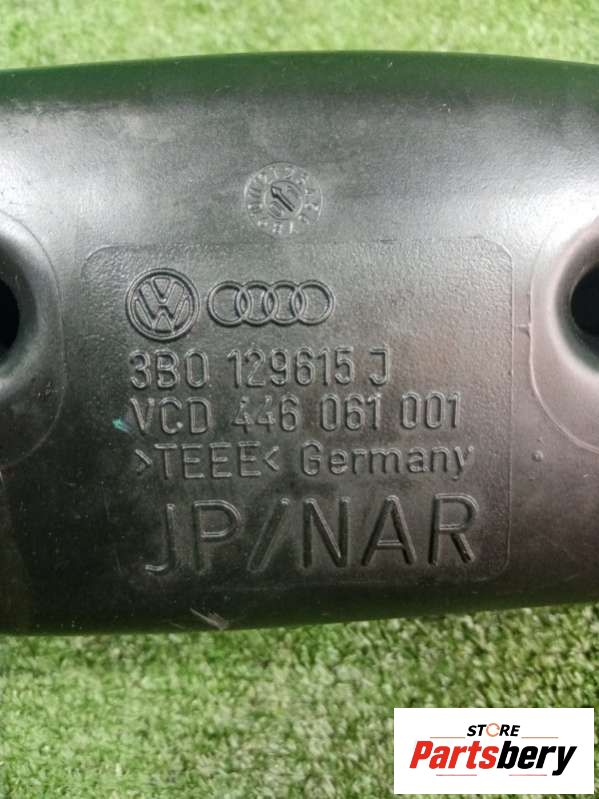 3B0 129615 J
VCD 446 061 001
>TEEE< Germany
JP/NAR
STORE
Partsbery